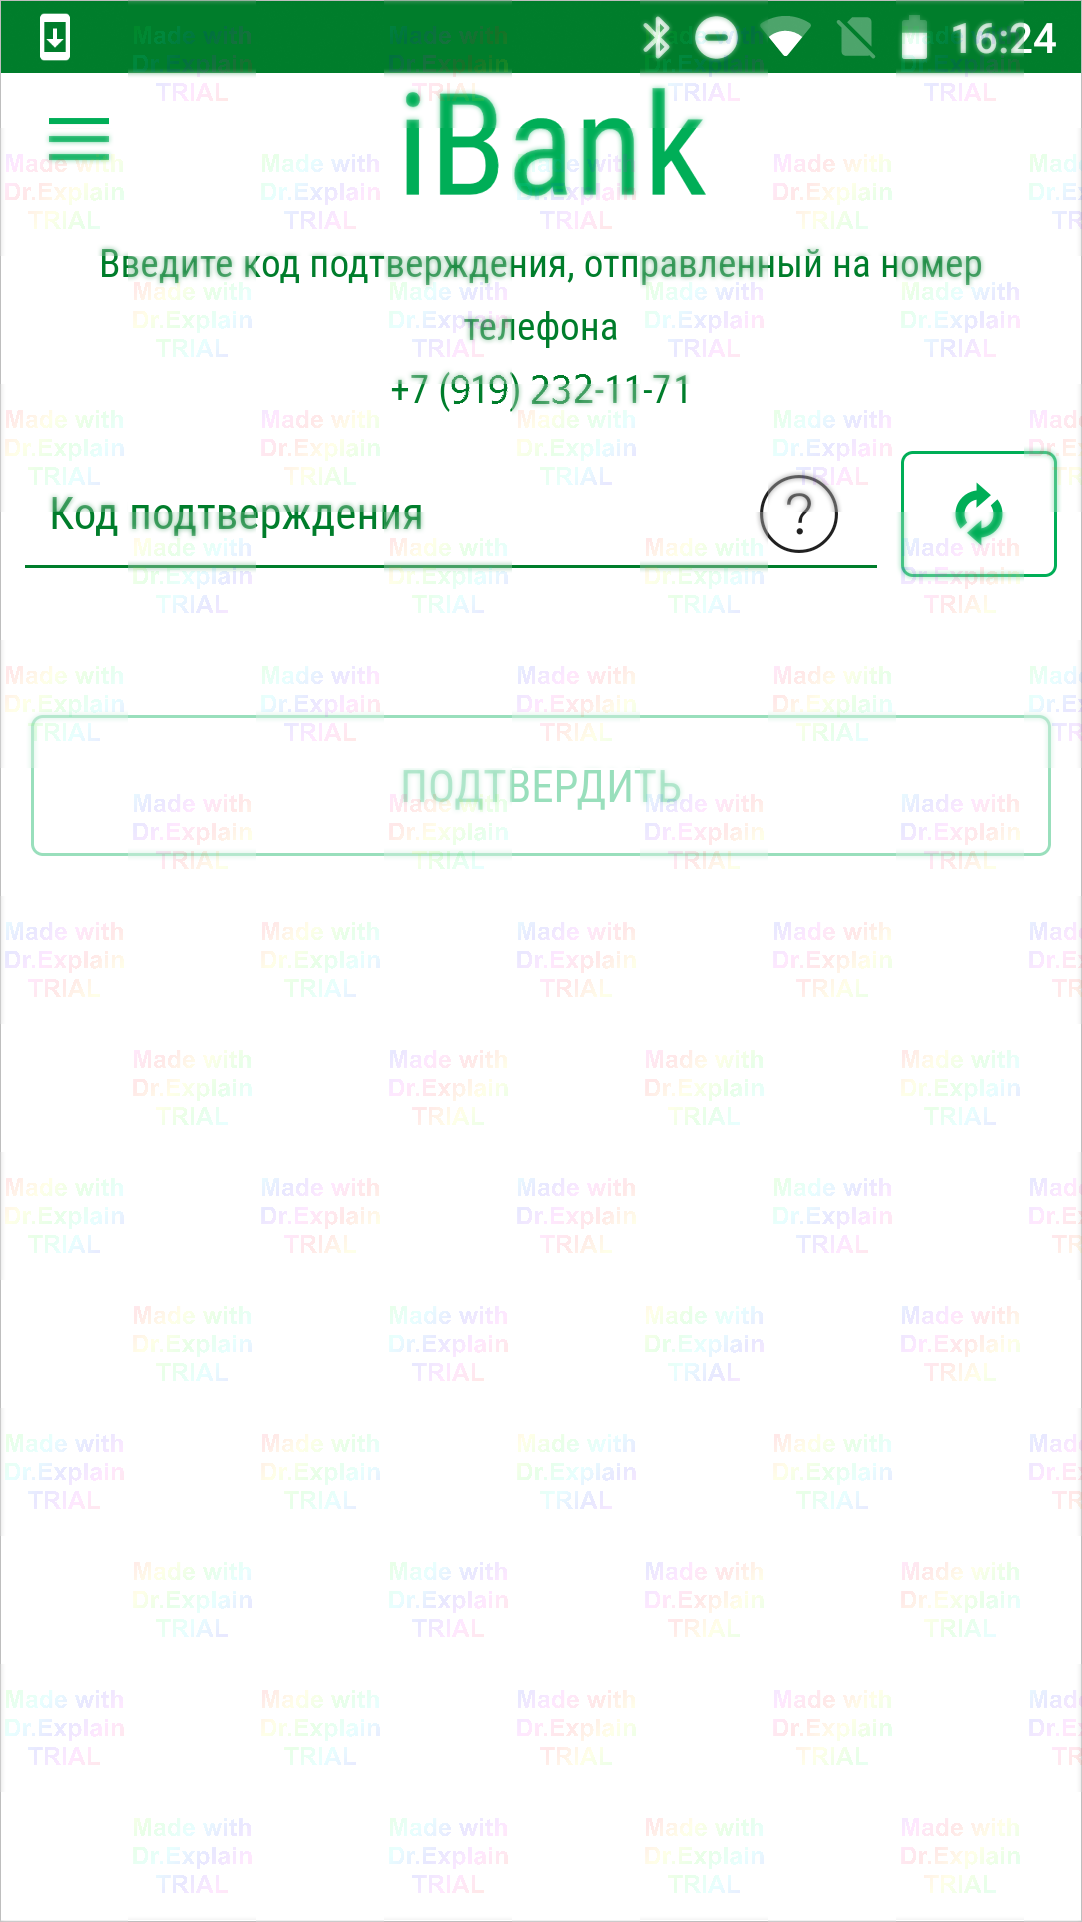 16:24
iBank
Введите код подтверждения, отправленный на номер
телефона
+7 (919) 232-11-71
Код подтверждения
?
ПОДТВЕРДИТЬ
Made with
Dr.Explain
TRIAL